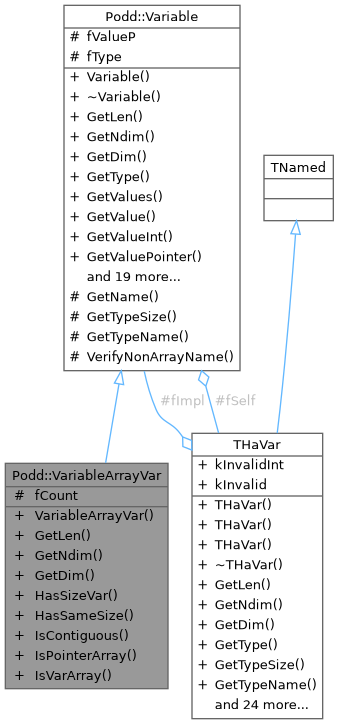 Podd::Variable
# fValueP
# fType
+ Variable()
+ ~Variable()
+ GetLen()
+ GetNdim()
+ GetDim()
+ GetType()
+ GetValues()
+ GetValue()
+ GetValueInt()
+ GetValuePointer()
and 19 more...
# GetName()
# GetTypeSize()
# GetTypeName()
# VerifyNonArrayName()
TNamed
#fImpl #fSelf
Podd::VariableArrayVar
# fCount
+ VariableArrayVar()
+ GetLen()
+ GetNdim()
+ GetDim()
+ HasSizeVar()
+ HasSameSize()
+ IsContiguous()
+ IsPointerArray()
+ IsVarArray()
THaVar
+ kInvalidInt
+ kInvalid
+ THaVar()
+ THaVar()
+ THaVar()
+ ~THaVar()
+ GetLen()
+ GetNdim()
+ GetDim()
+ GetType()
+ GetTypeSize()
+ GetTypeName()
and 24 more...